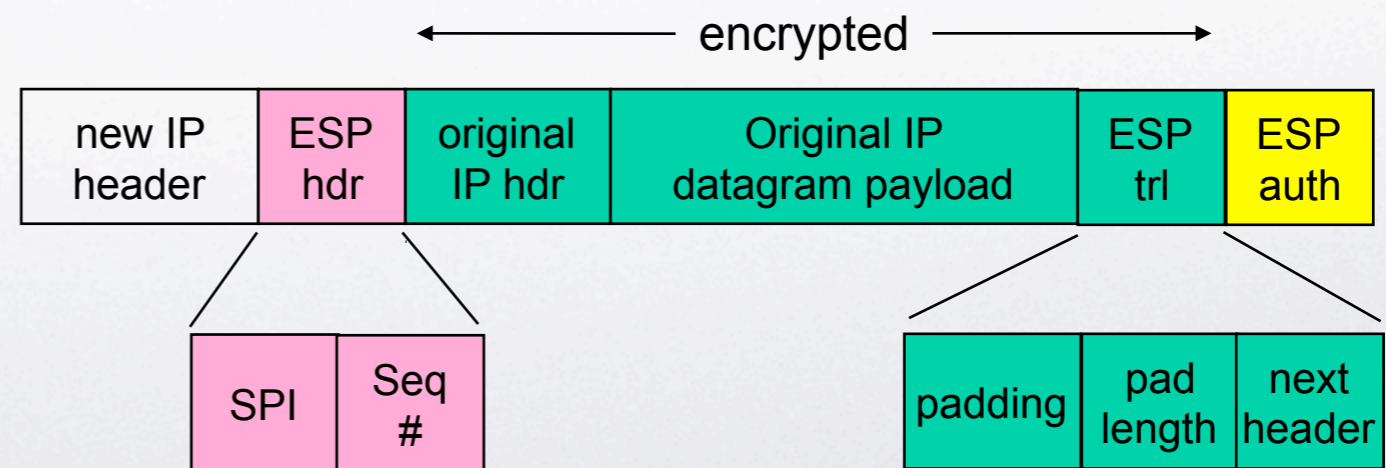 encrypted
new IP
header
ESP
hdr
original
IP hdr
Original IP
datagram payload
ESP
trl
ESP
auth
SPI
Seq
#
padding
pad
length
next
header